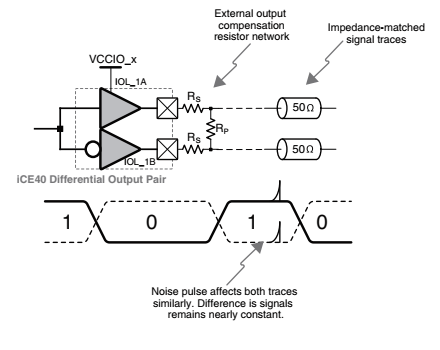 External output
compensation
resistor network
Impedance-matched
signal traces
VCCIO_x
IOL_1A
RS
50Ω
RP
RS
50Ω
IOL_1B
iCE40 Differential Output Pair
1 0 1 0
Noise pulse affects both traces
similarly. Difference is signals
remains nearly constant.